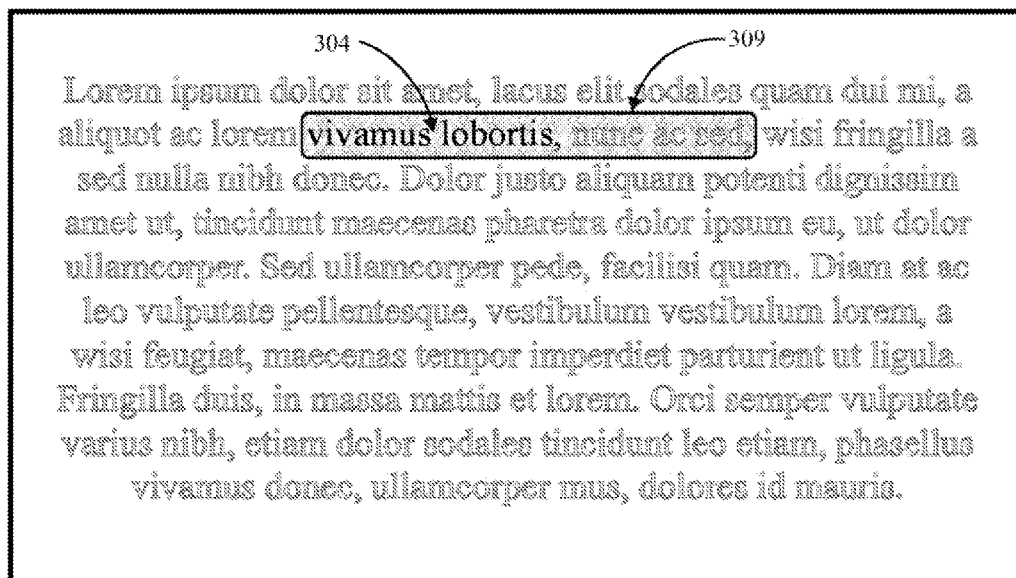 304 309
Lorem ipsum dolor sit amet, lacus elit sodales quam dui mi, a
aliquot ac lorem vivamus lobortis, nunc ac sed, wisi fringilla a
sed nulla nibh donec. Dolor justo aliquam potenti dignissim
amet ut, tincidunt maecenas pharetra dolor ipsum eu, ut dolor
ullamcorper. Sed ullamcorper pede, facilisi quam. Diam at ac
leo vulputate pellentesque, vestibulum vestibulum lorem, a
wisi feugiat, maecenas tempor imperdiet parturient ut ligula.
Fringilla duis, in massa mattis et lorem. Orci semper vulputate
varius nibh, etiam dolor sodales tincidunt leo etiam, phasellus
vivamus donec, ullamcorper mus, dolores id mauris.